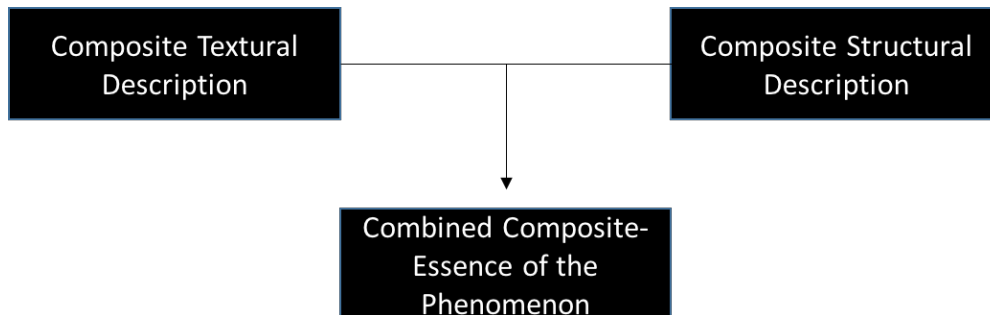 Composite Textural
Description
Composite Structural
Description
Combined Composite-
Essence of the
Phenomenon